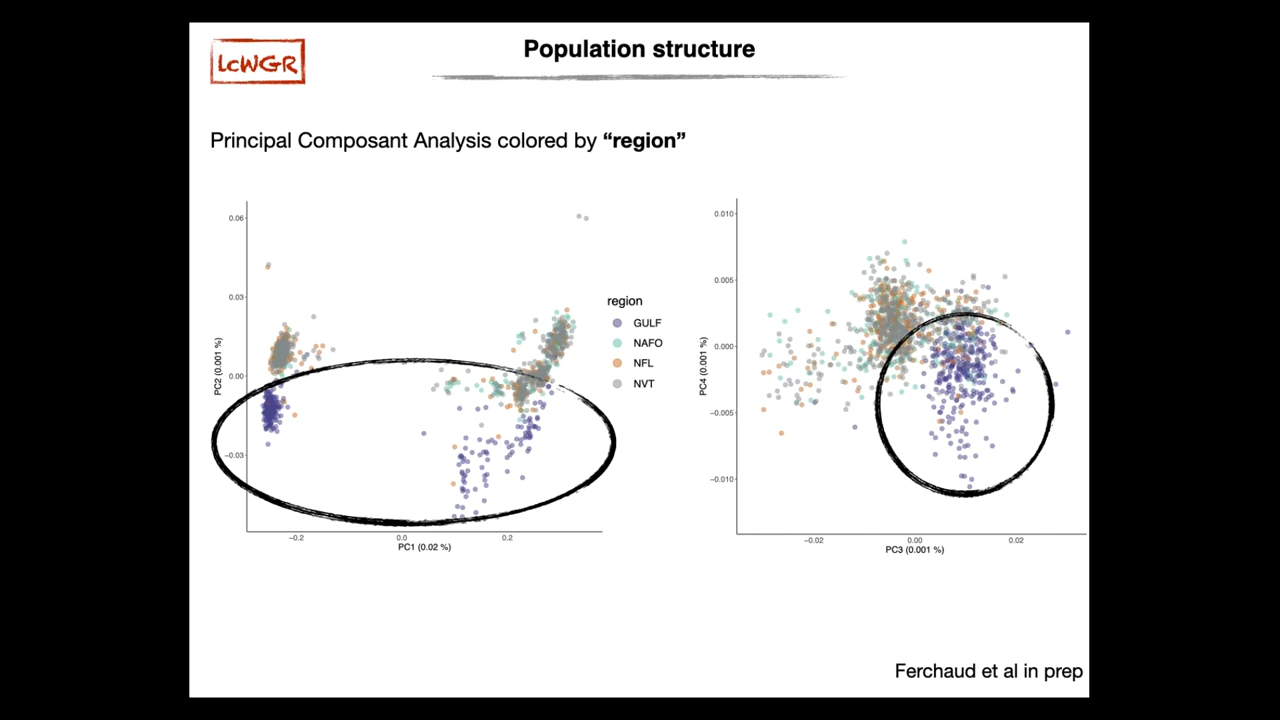 LcWGR
Population structure
Principal Composant Analysis colored by “region”
0.06
0.03
0.00
−0.03
PC2 (0.001 %)
−0.2
0.0
0.2
PC1 (0.02 %)
region
GULF
NAFO
NFL
NVT
0.010
0.005
0.000
−0.005
−0.010
PC4 (0.001 %)
−0.02
0.00
0.02
PC3 (0.001 %)
Ferchaud et al in prep